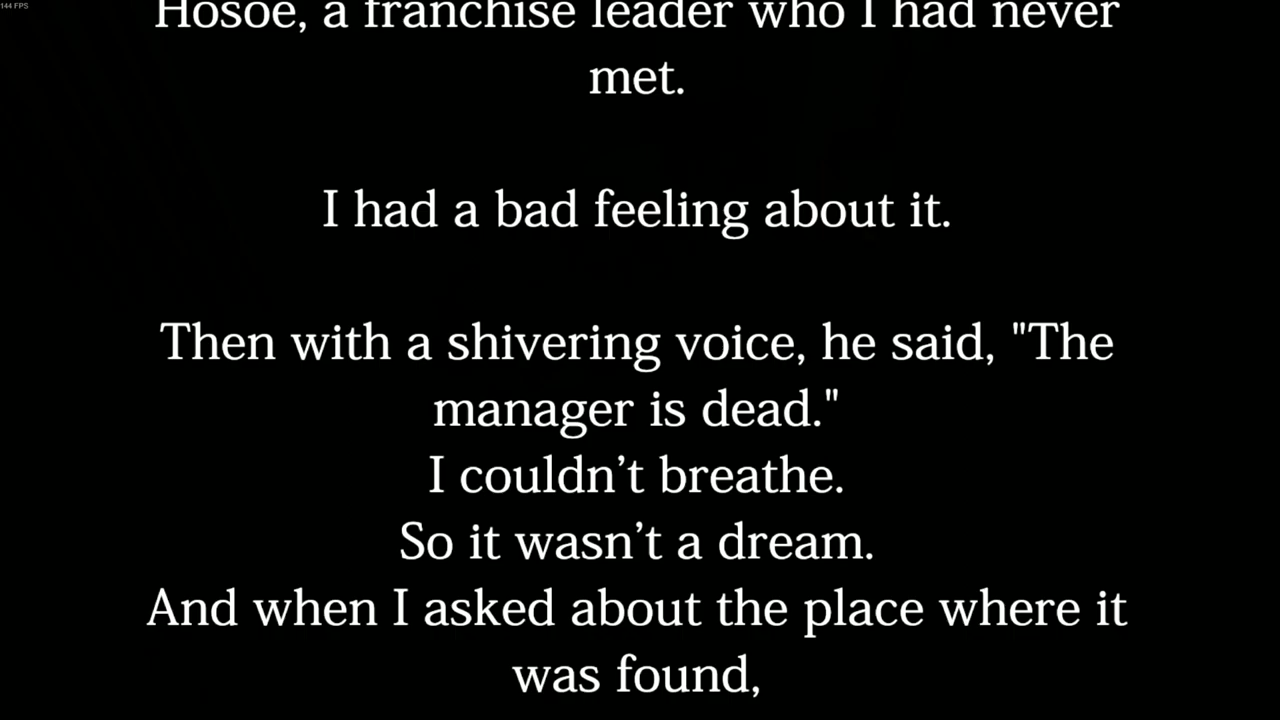 144 FPS
Hosoe, a franchise leader who I had never
met.
I had a bad feeling about it.
Then with a shivering voice, he said, "The
manager is dead."
I couldn’t breathe.
So it wasn’t a dream.
And when I asked about the place where it
was found,